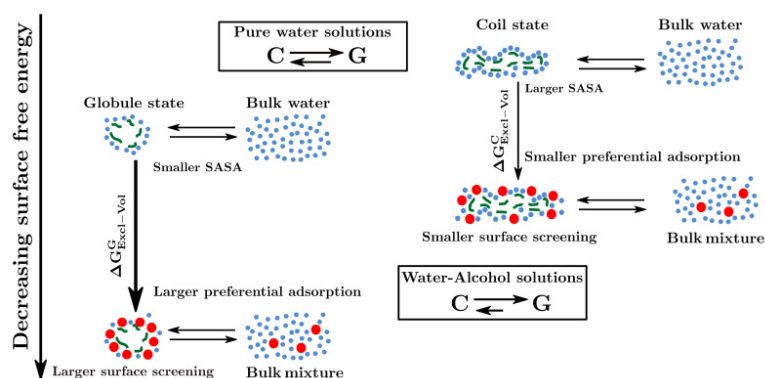 Decreasing surface free energy
Pure water solutions
C G
Globule state
Bulk water
Smaller SASA
ΔG^G_Excl−Vol
Larger preferential adsorption
Larger surface screening
Bulk mixture
Coil state
Bulk water
Larger SASA
ΔG^C_Excl−Vol
Smaller preferential adsorption
Smaller surface screening
Bulk mixture
Water-Alcohol solutions
C G